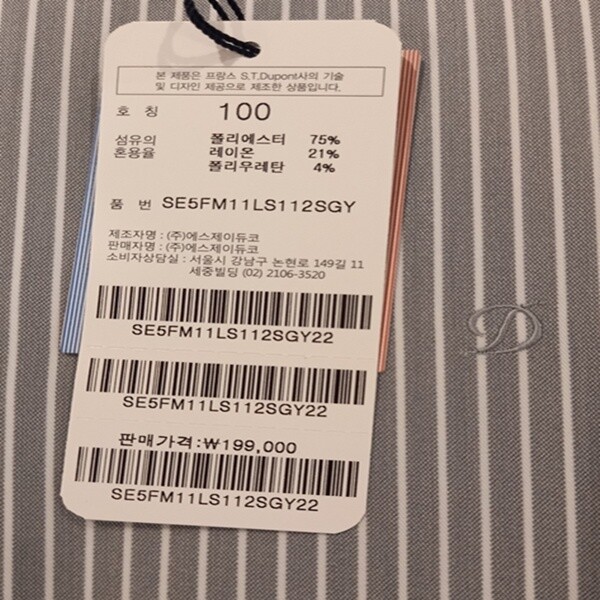 본 제품은 프랑스 S.T.Dupont사의 기술
및 디자인 제공으로 제조한 상품입니다.
호 칭 100
섬유의 폴리에스터 75%
혼용율 레이온 21%
폴리우레탄 4%
품 번 SE5FM11LS112SGY
제조자명 : (주)에스제이듀코
판매자명 : (주)에스제이듀코
소비자상담실 : 서울시 강남구 논현로 149길 11
세중빌딩 (02) 2106-3520
SE5FM11LS112SGY22
SE5FM11LS112SGY22
판매가격:₩199,000
SE5FM11LS112SGY22
D